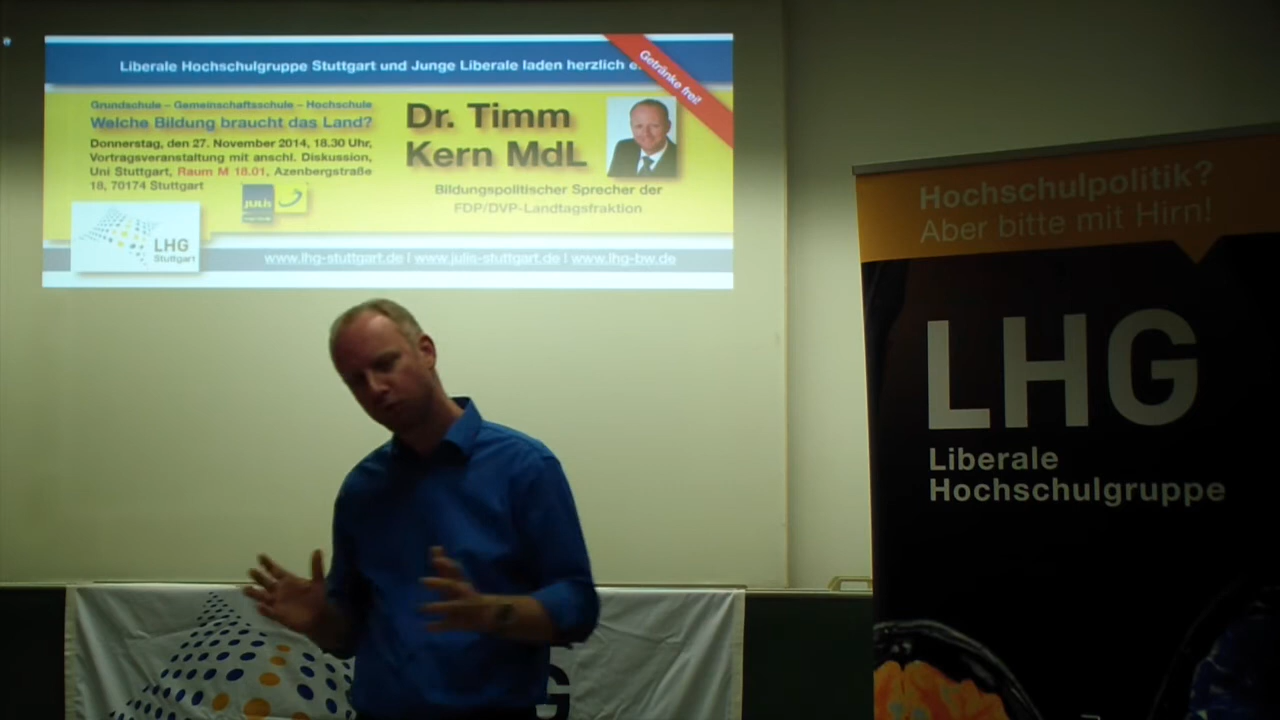 Liberale Hochschulgruppe Stuttgart und Junge Liberale laden herzlich e
Getränke frei!
Grundschule – Gemeinschaftsschule – Hochschule
Welche Bildung braucht das Land?
Donnerstag, den 27. November 2014, 18.30 Uhr,
Vortragsveranstaltung mit anschl. Diskussion,
Uni Stuttgart, Raum M 18.01, Azenbergstraße
18, 70174 Stuttgart
Dr. Timm
Kern MdL
Bildungspolitischer Sprecher der
FDP/DVP-Landtagsfraktion
JULIS
LHG
Stuttgart
www.lhg-stuttgart.de | www.julis-stuttgart.de | www.lhg-bw.de
Hochschulpolitik?
Aber bitte mit Hirn!
LHG
Liberale
Hochschulgruppe
G